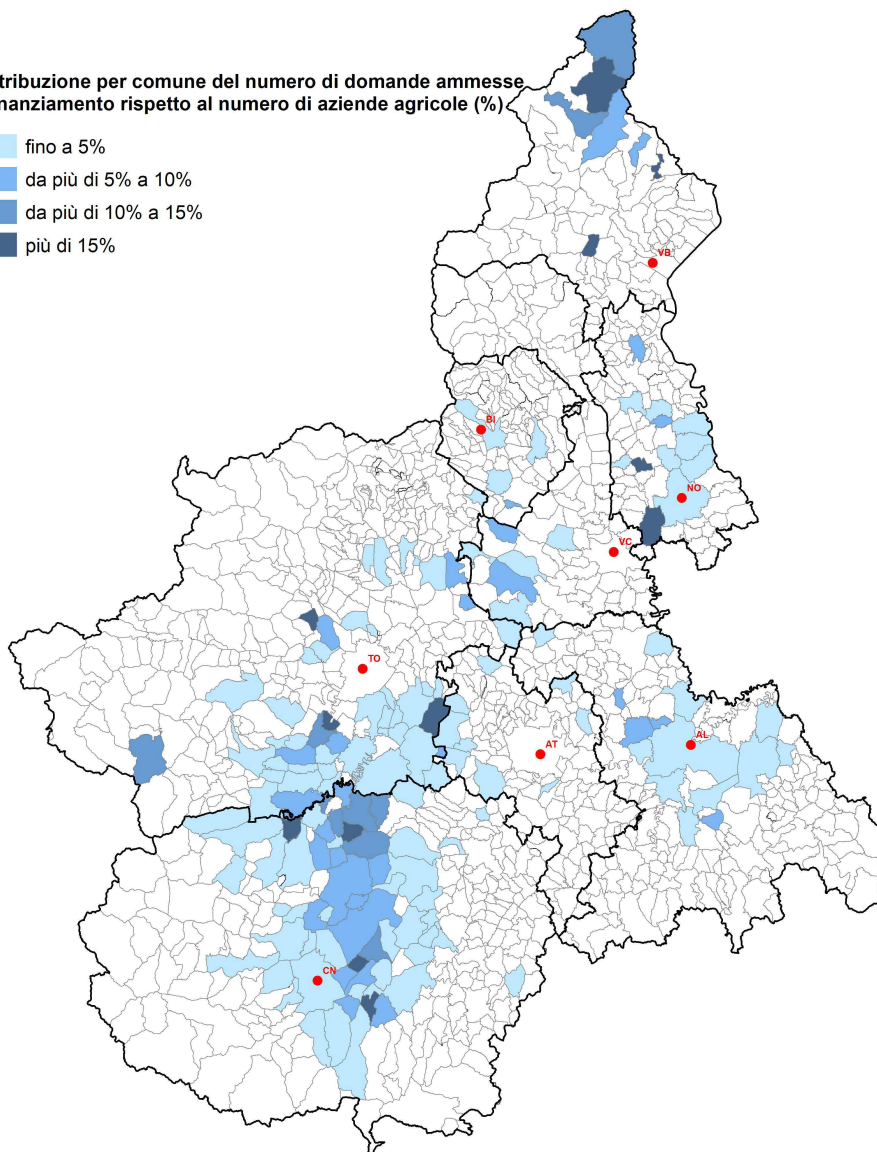 tribuzione per comune del numero di domande ammesse
nanziamento rispetto al numero di aziende agricole (%)
fino a 5%
da più di 5% a 10%
da più di 10% a 15%
più di 15%
VB
BI
NO
VC
TO
AL
AT
CN